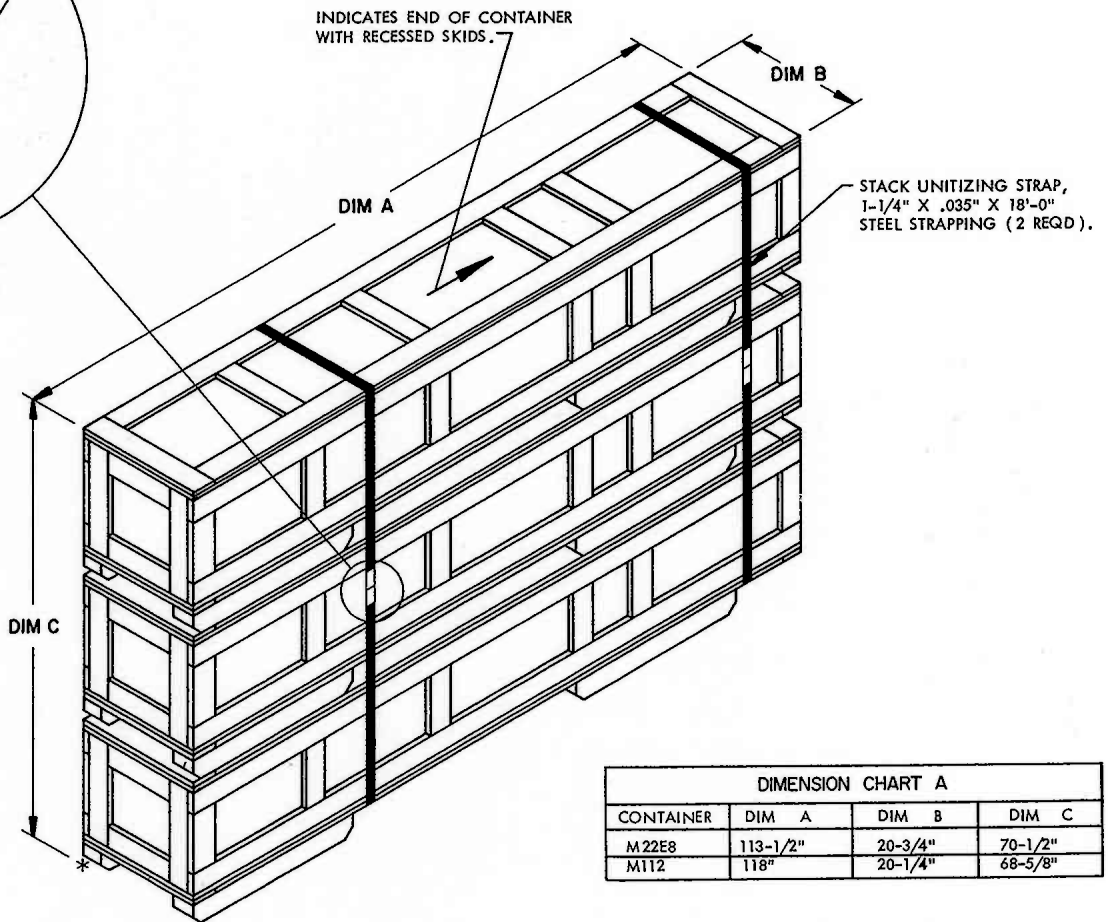 INDICATES END OF CONTAINER
WITH RECESSED SKIDS.
DIM B
DIM A
STACK UNITIZING STRAP,
1-1/4" X .035" X 18'-0"
STEEL STRAPPING (2 REQD).
DIM C
*
DIMENSION CHART A
CONTAINER DIM A DIM B DIM C
M22E8 113-1/2" 20-3/4" 70-1/2"
M112 118" 20-1/4" 68-5/8"